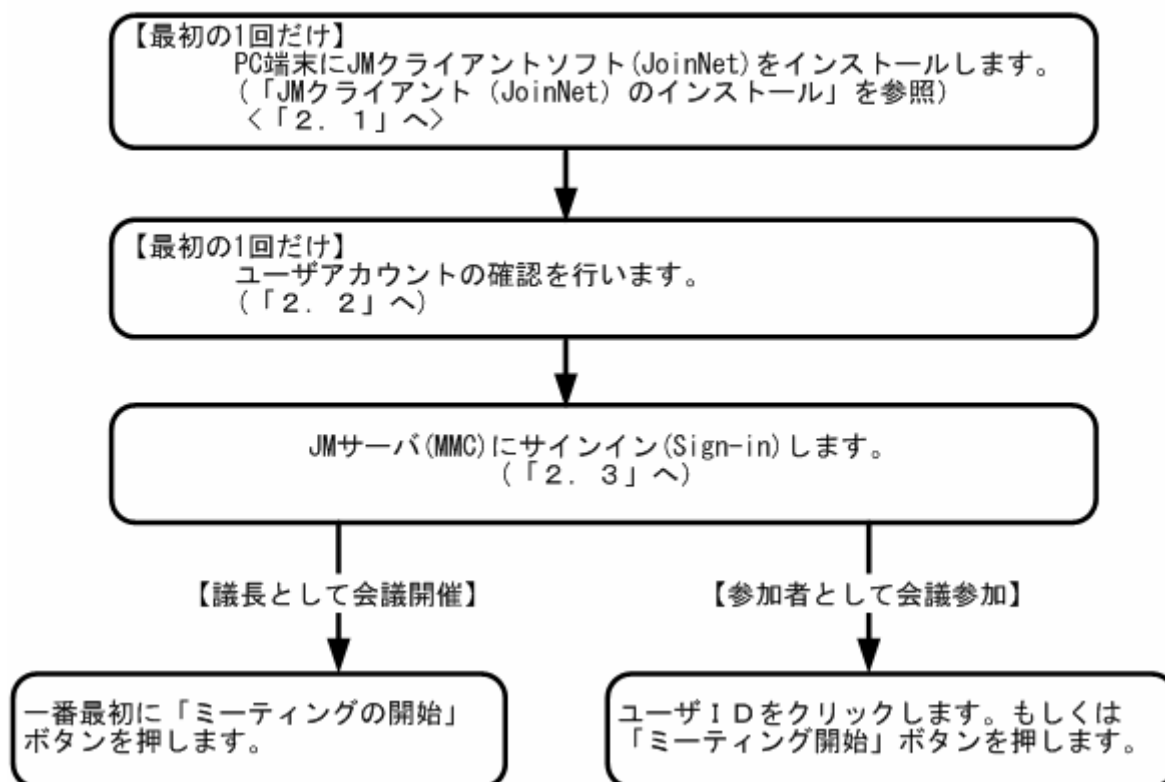 【最初の1回だけ】
PC端末にJMクライアントソフト(JoinNet)をインストールします。
(「JMクライアント (JoinNet) のインストール」を参照)
<「２．１」へ>
【最初の1回だけ】
ユーザアカウントの確認を行います。
(「２．２」へ)
JMサーバ(MMC)にサインイン(Sign-in)します。
(「２．３」へ)
【議長として会議開催】
【参加者として会議参加】
一番最初に「ミーティングの開始」
ボタンを押します。
ユーザＩＤをクリックします。もしくは
「ミーティング開始」ボタンを押します。